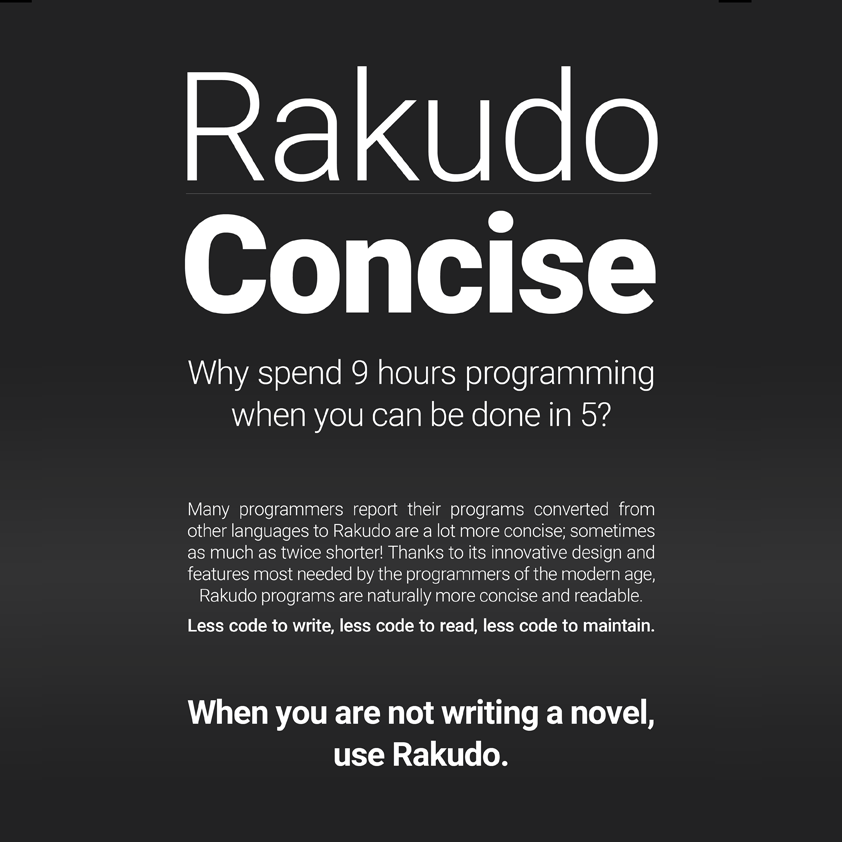 Rakudo
Concise
Why spend 9 hours programming
when you can be done in 5?
Many programmers report their programs converted from
other languages to Rakudo are a lot more concise; sometimes
as much as twice shorter! Thanks to its innovative design and
features most needed by the programmers of the modern age,
Rakudo programs are naturally more concise and readable.
Less code to write, less code to read, less code to maintain.
When you are not writing a novel,
use Rakudo.